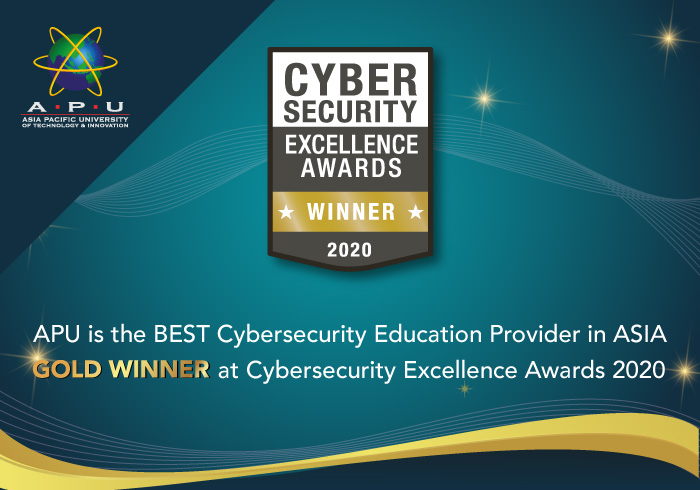 A · P · U
ASIA PACIFIC UNIVERSITY
OF TECHNOLOGY & INNOVATION
CYBER
SECURITY
EXCELLENCE
AWARDS
★ WINNER ★
2020
APU is the BEST Cybersecurity Education Provider in ASIA
GOLD WINNER at Cybersecurity Excellence Awards 2020